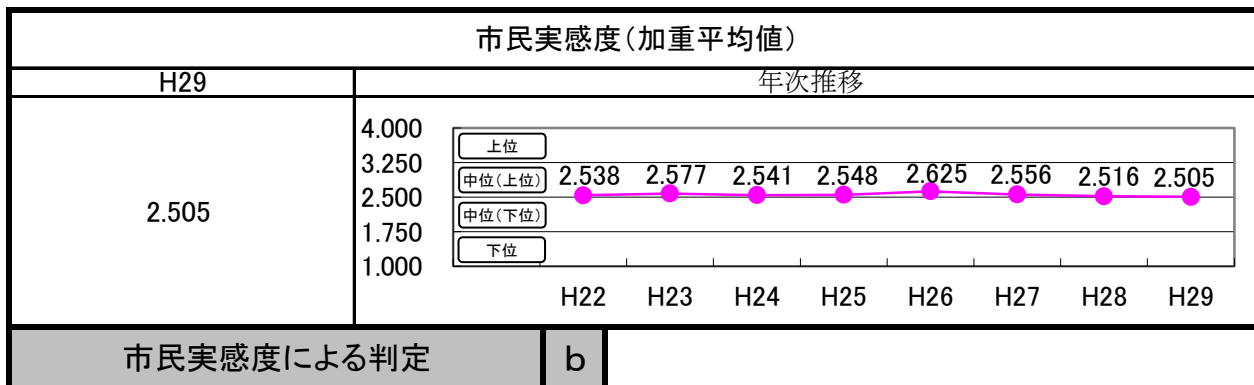 市民実感度(加重平均値)
H29 年次推移
2.505
4.000
3.250
2.500
1.750
1.000
上位
中位(上位)
中位(下位)
下位
2.538 2.577 2.541 2.548 2.625 2.556 2.516 2.505
H22 H23 H24 H25 H26 H27 H28 H29
市民実感度による判定 b